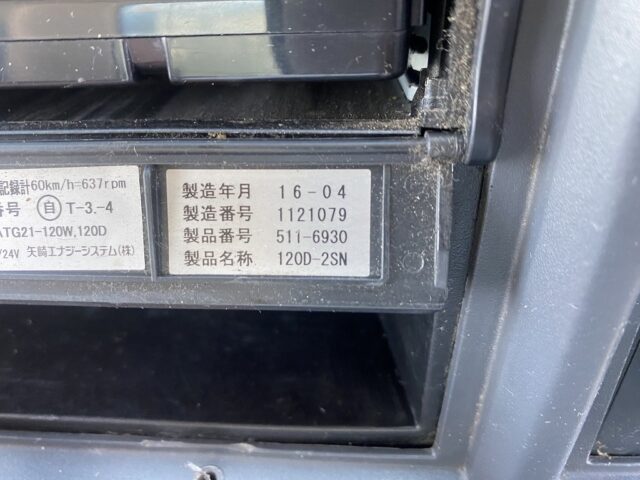 記録計60km/h=637rpm
番号 自 T-3.-4
ATG21-120W,120D
/24V 矢崎エナジーシステム(株)
製造年月 16-04
製造番号 1121079
製品番号 511-6930
製品名称 120D-2SN